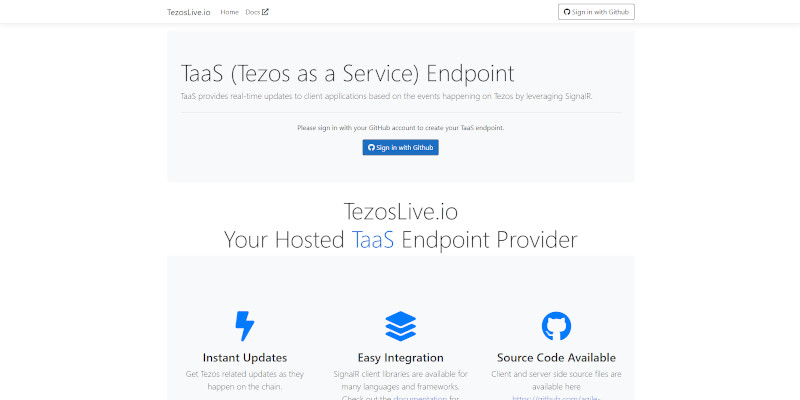 TezosLive.io Home Docs Sign in with Github
TaaS (Tezos as a Service) Endpoint
TaaS provides real-time updates to client applications based on the events happening on Tezos by leveraging SignalR.
Please sign in with your GitHub account to create your TaaS endpoint.
Sign in with Github
TezosLive.io
Your Hosted TaaS Endpoint Provider
Instant Updates
Get Tezos related updates as they
happen on the chain.
Easy Integration
SignalR client libraries are available for
many languages and frameworks.
Check out the documentation for
Source Code Available
Client and server side source files are
available here
https://github.com/agile-